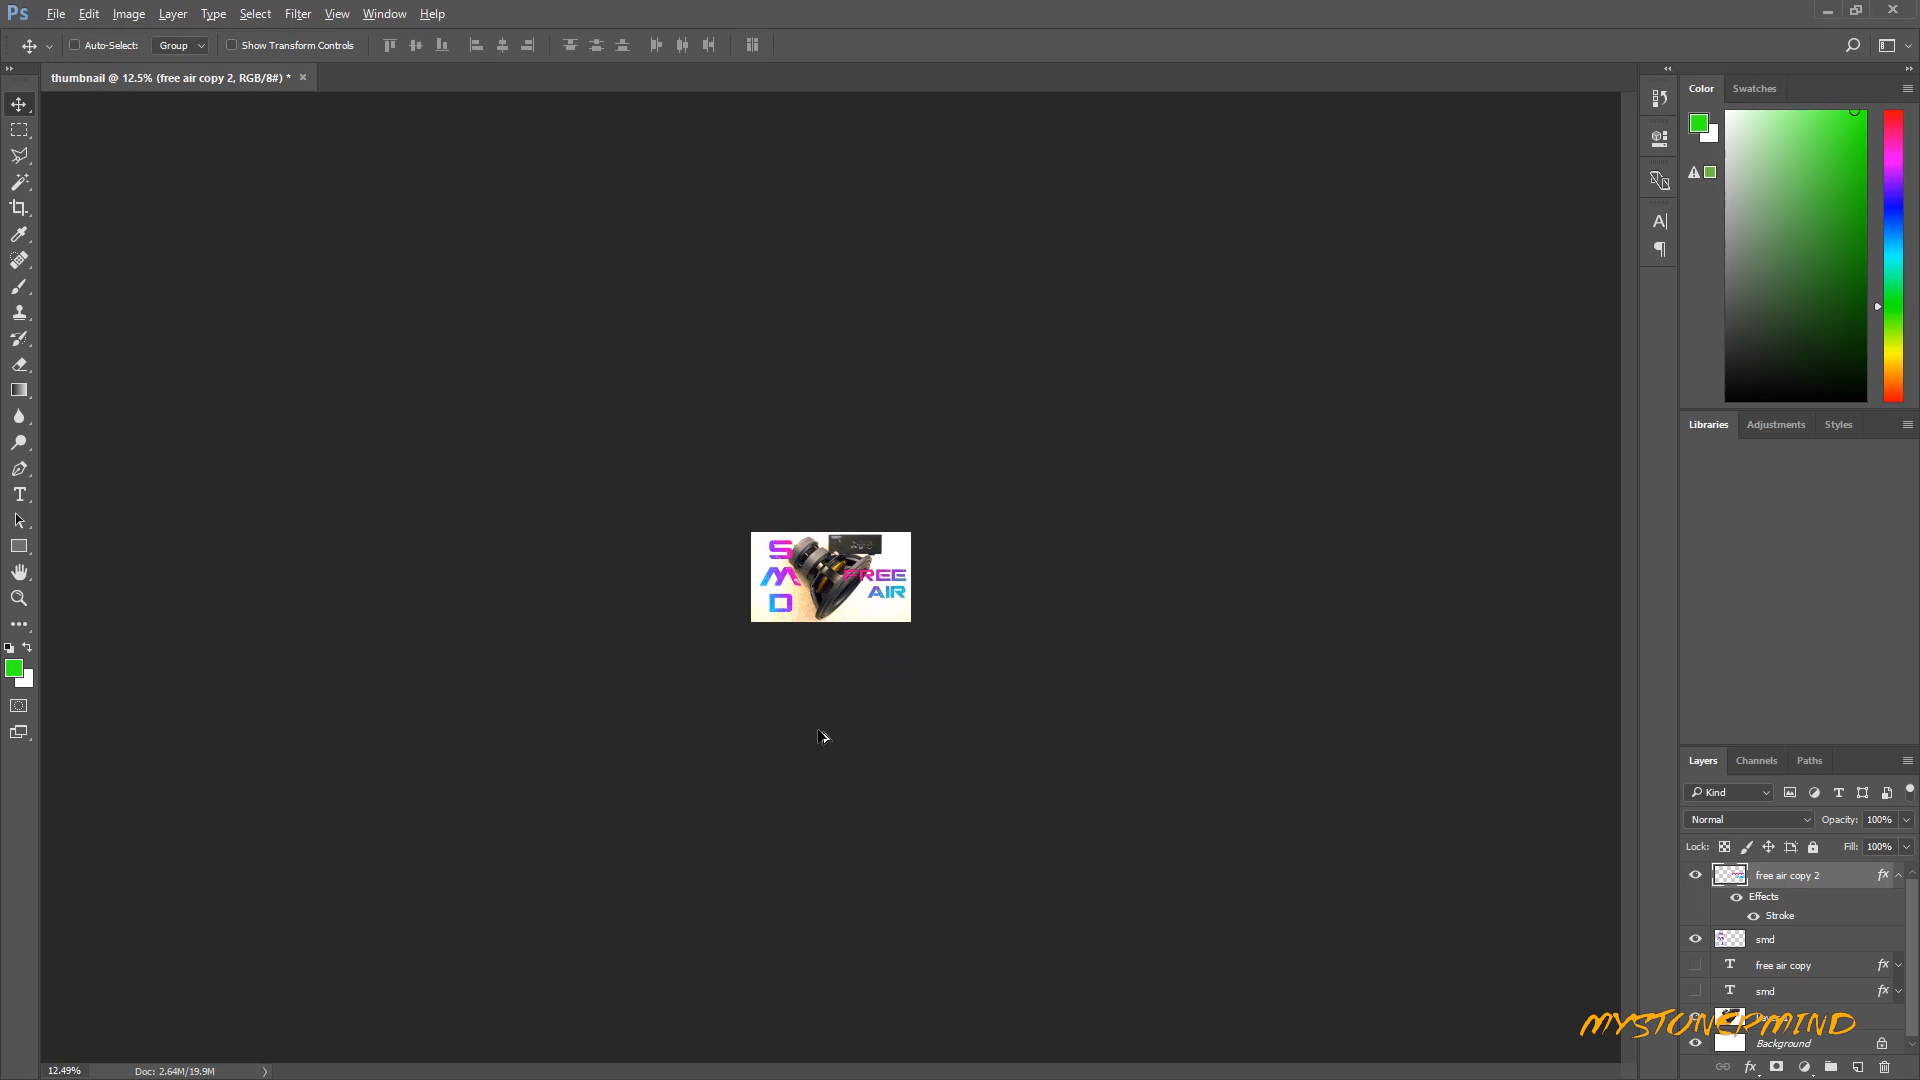 Ps File Edit Image Layer Type Select Filter View Window Help
Auto-Select: Group Show Transform Controls
thumbnail @ 12.5% (free air copy 2, RGB/8#) * ×
Color Swatches
S
M
D
FREE
AIR
Libraries Adjustments Styles
Layers Channels Paths
Kind
Normal Opacity: 100%
Lock: Fill: 100%
free air copy 2 fx
Effects
Stroke
smd
free air copy fx
smd fx
MYSTONERMIND
Background
12.49% Doc: 2.64M/19.9M